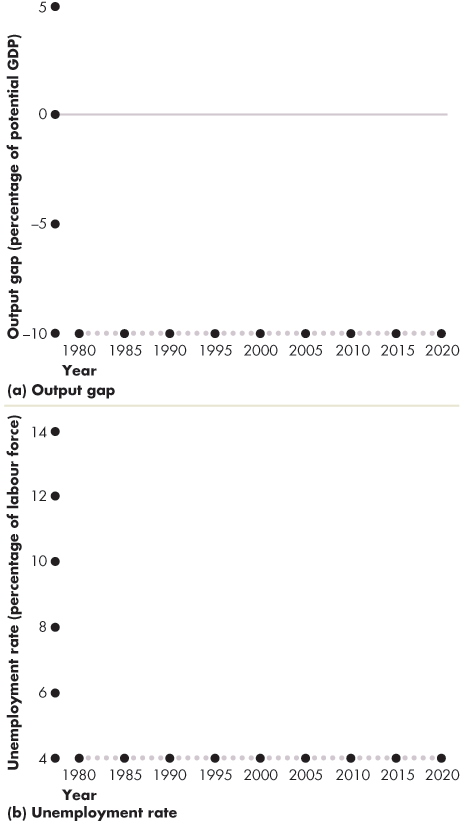 Output gap (percentage of potential GDP)
5
0
–5
–10
1980 1985 1990 1995 2000 2005 2010 2015 2020
Year
(a) Output gap
Unemployment rate (percentage of labour force)
14
12
10
8
6
4
1980 1985 1990 1995 2000 2005 2010 2015 2020
Year
(b) Unemployment rate